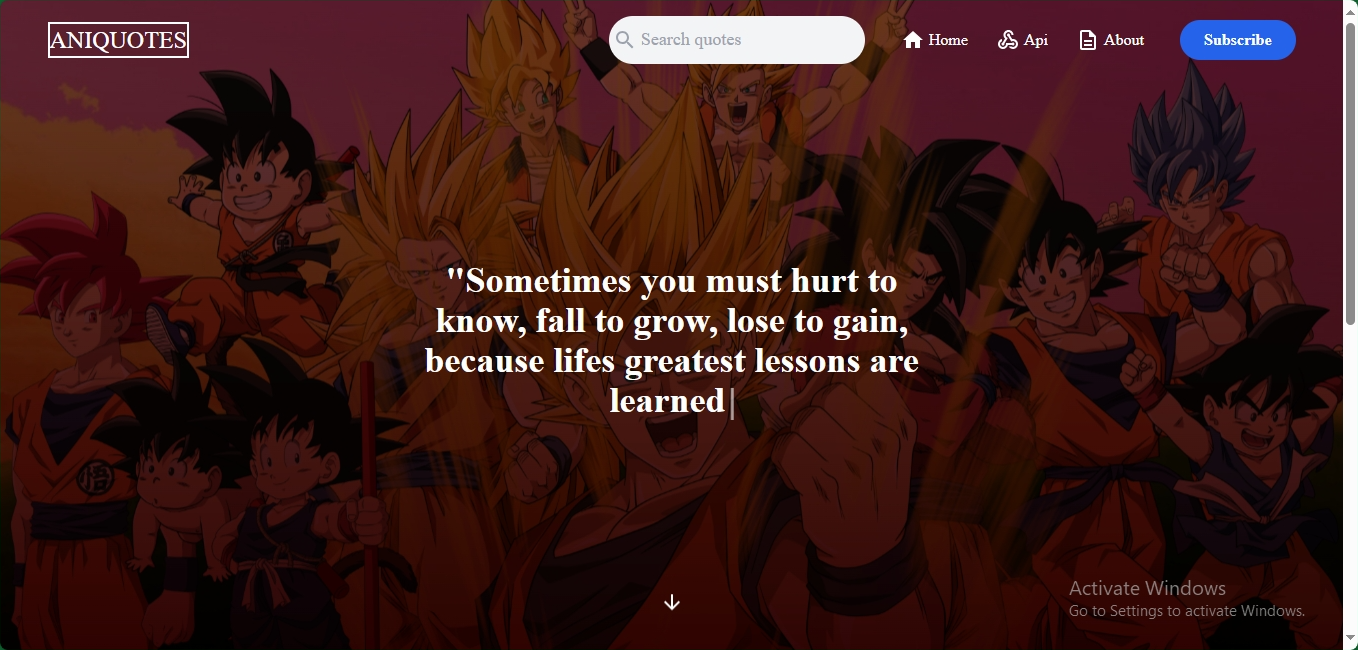 ANIQUOTES
Search quotes
Home
Api
About
Subscribe
"Sometimes you must hurt to
know, fall to grow, lose to gain,
because lifes greatest lessons are
learned
悟
Activate Windows
Go to Settings to activate Windows.